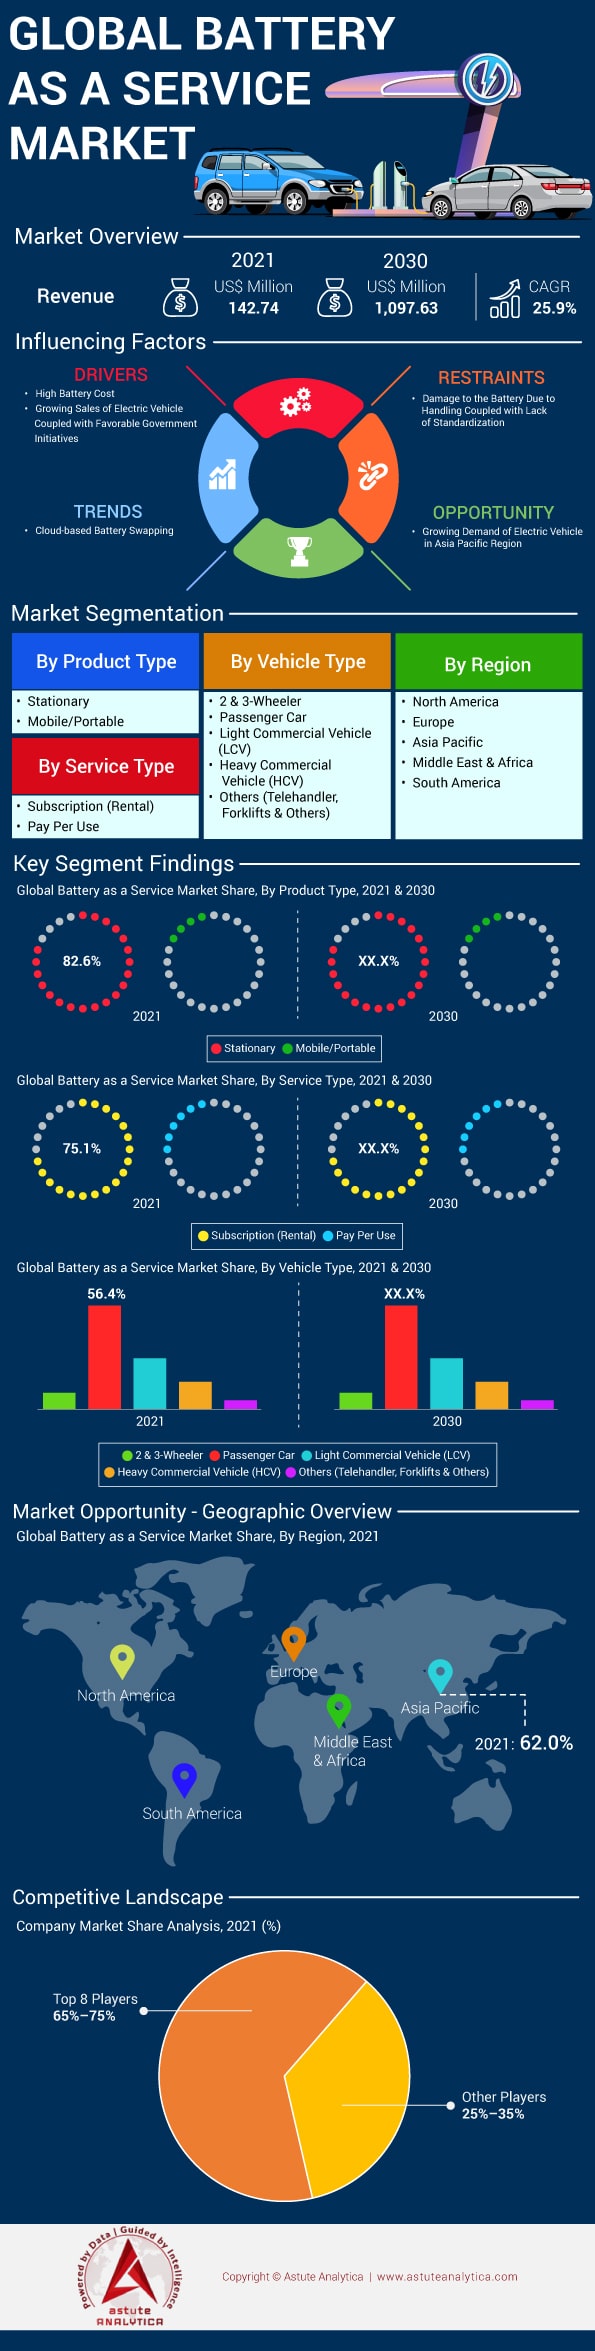 GLOBAL BATTERY
AS A SERVICE
MARKET
Market Overview
Revenue
2021
US$ Million
142.74
2030
US$ Million
1,097.63
CAGR
25.9%
Influencing Factors
DRIVERS
• High Battery Cost
• Growing Sales of Electric Vehicle
Coupled with Favorable Government
Initiatives
RESTRAINTS
• Damage to the Battery Due to
Handling Coupled with Lack
of Standardization
TRENDS
• Cloud-based Battery Swapping
OPPORTUNITY
• Growing Demand of Electric Vehicle
in Asia Pacific Region
Market Segmentation
By Product Type
• Stationary
• Mobile/Portable
By Service Type
• Subscription (Rental)
• Pay Per Use
By Vehicle Type
• 2 & 3-Wheeler
• Passenger Car
• Light Commercial Vehicle
(LCV)
• Heavy Commercial
Vehicle (HCV)
• Others (Telehandler,
Forklifts & Others)
By Region
• North America
• Europe
• Asia Pacific
• Middle East & Africa
• South America
Key Segment Findings
Global Battery as a Service Market Share, By Product Type, 2021 & 2030
82.6%
XX.X%
2021
2030
Stationary Mobile/Portable
Global Battery as a Service Market Share, By Service Type, 2021 & 2030
75.1%
XX.X%
2021
2030
Subscription (Rental) Pay Per Use
Global Battery as a Service Market Share, By Vehicle Type, 2021 & 2030
56.4%
XX.X%
2021
2030
2 & 3-Wheeler Passenger Car Light Commercial Vehicle (LCV)
Heavy Commercial Vehicle (HCV) Others (Telehandler, Forklifts & Others)
Market Opportunity - Geographic Overview
Global Battery as a Service Market Share, By Region, 2021
North America
Europe
Asia Pacific
Middle East
& Africa
2021: 62.0%
South America
Competitive Landscape
Company Market Share Analysis, 2021 (%)
Top 8 Players
65%–75%
Other Players
25%–35%
Powered by Data | Guided by Intelligence
astute
ANALYTICA
Copyright © Astute Analytica | www.astuteanalytica.com